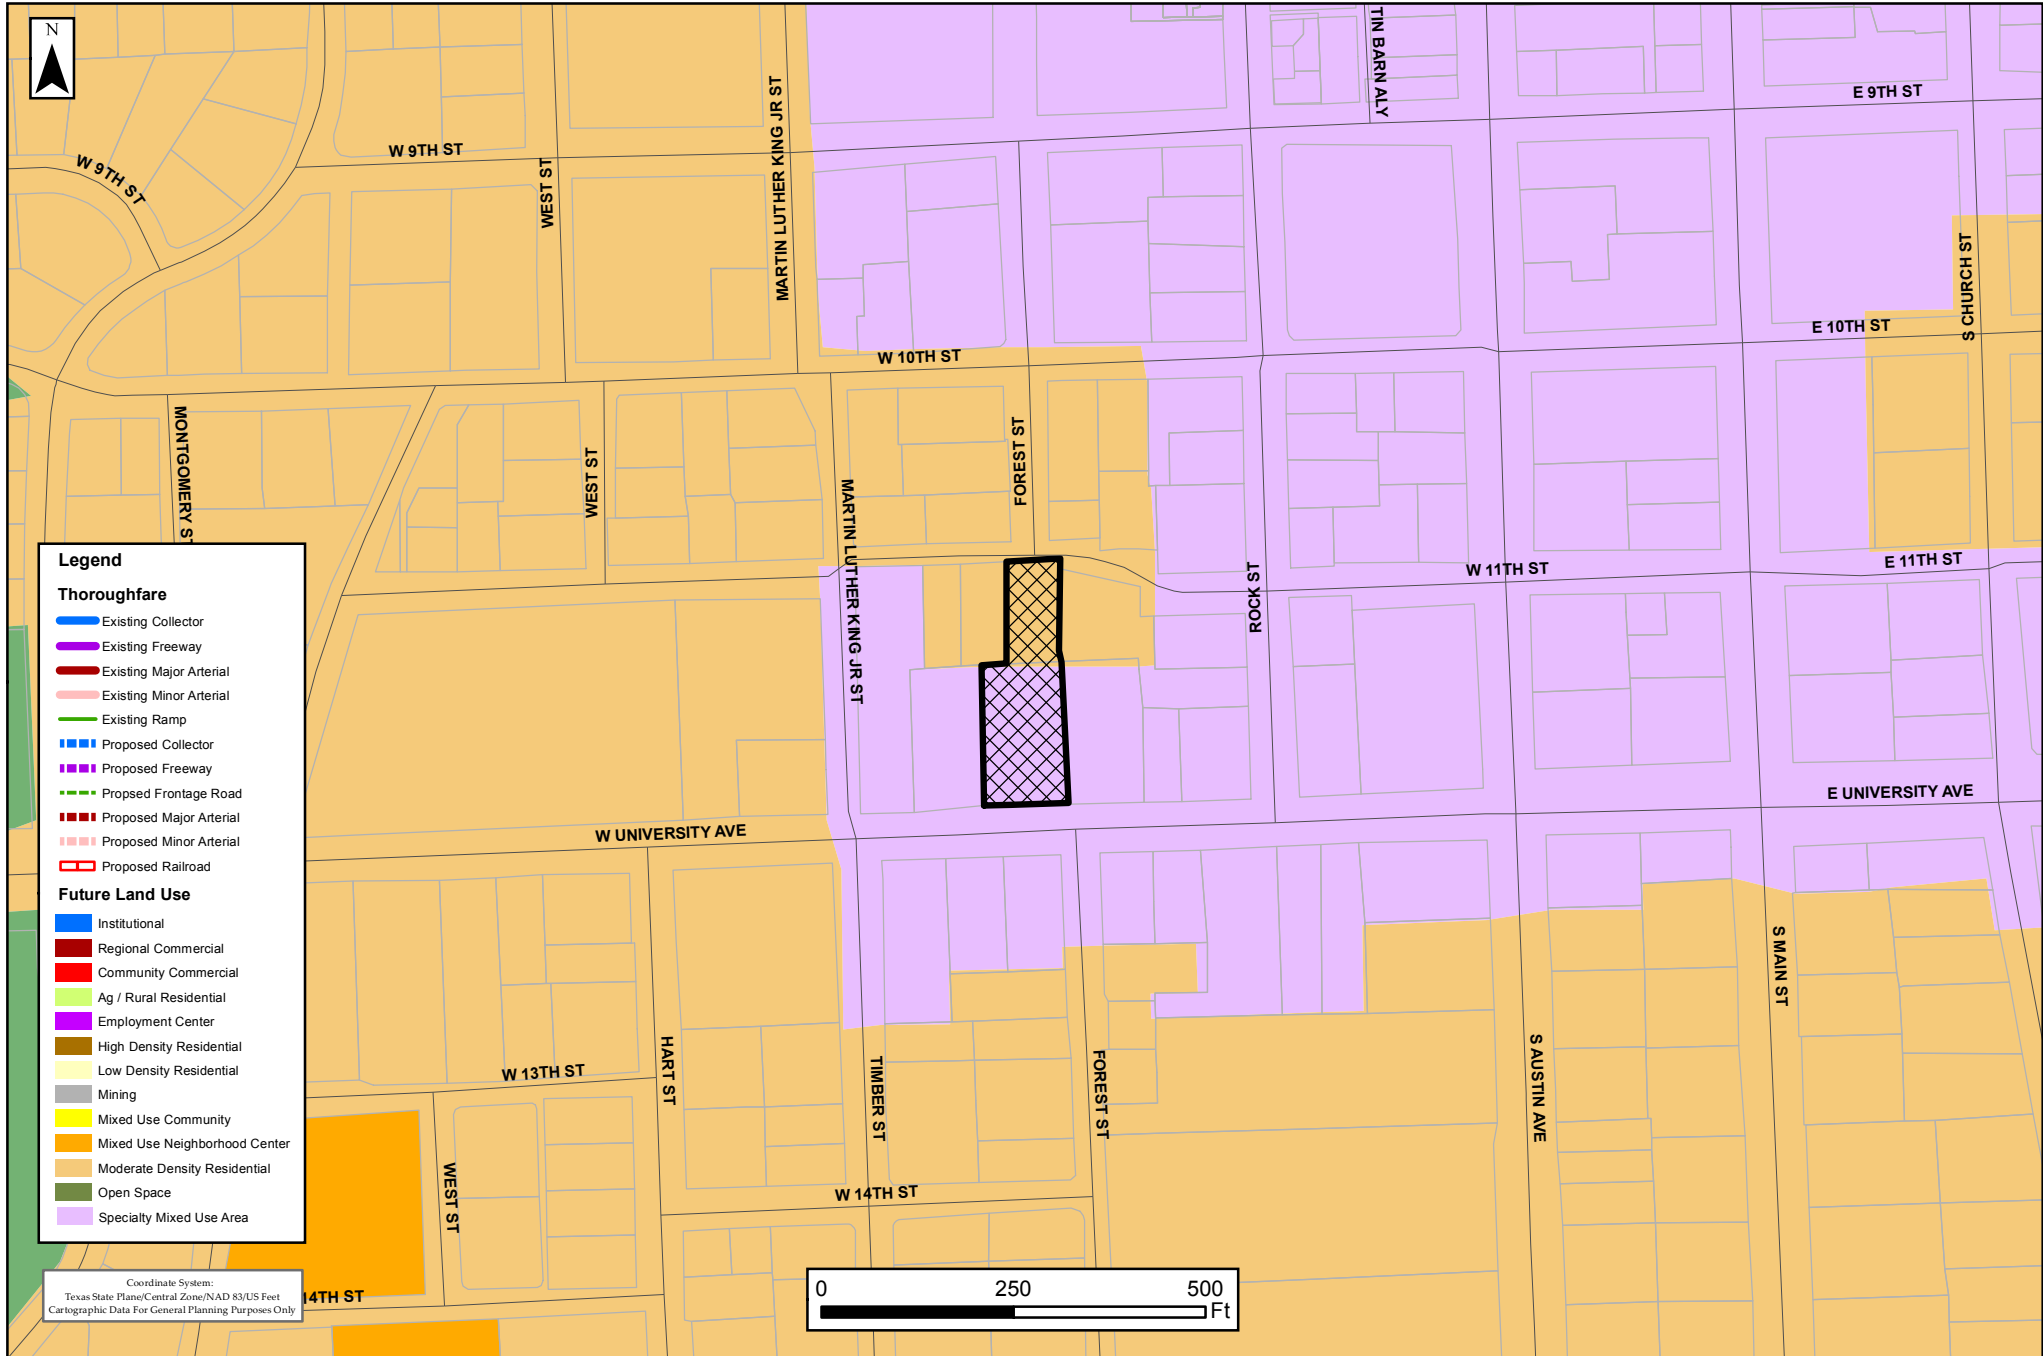 N
TIN BARN ALY
E 9TH ST
MARTIN LUTHER KING JR ST
W 9TH ST
W 9TH ST
WEST ST
S CHURCH ST
E 10TH ST
W 10TH ST
MONTGOMERY ST
WEST ST
FOREST ST
MARTIN LUTHER KING JR ST
ROCK ST
W 11TH ST
E 11TH ST
E UNIVERSITY AVE
W UNIVERSITY AVE
S MAIN ST
HART ST
S AUSTIN AVE
TIMBER ST
FOREST ST
W 13TH ST
WEST ST
W 14TH ST
14TH ST
Legend
Thoroughfare
Existing Collector
Existing Freeway
Existing Major Arterial
Existing Minor Arterial
Existing Ramp
Proposed Collector
Proposed Freeway
Propsed Frontage Road
Proposed Major Arterial
Proposed Minor Arterial
Proposed Railroad
Future Land Use
Institutional
Regional Commercial
Community Commercial
Ag / Rural Residential
Employment Center
High Density Residential
Low Density Residential
Mining
Mixed Use Community
Mixed Use Neighborhood Center
Moderate Density Residential
Open Space
Specialty Mixed Use Area
Coordinate System:
Texas State Plane/Central Zone/NAD 83/US Feet
Cartographic Data For General Planning Purposes Only
0 250 500
Ft